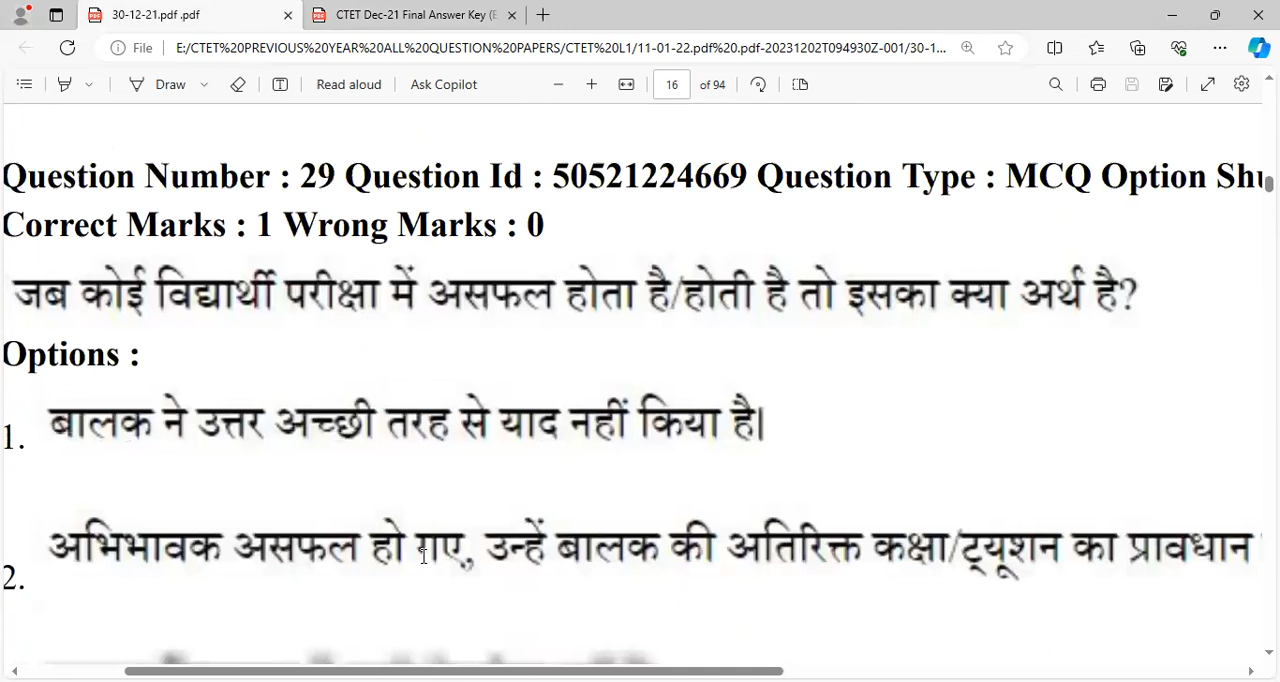 30-12-21.pdf .pdf
CTET Dec-21 Final Answer Key (E
File
E:/CTET%20PREVIOUS%20YEAR%20ALL%20QUESTION%20PAPERS/CTET%20L1/11-01-22.pdf%20.pdf-20231202T094930Z-001/30-1...
Draw
Read aloud
Ask Copilot
16 of 94
Question Number : 29 Question Id : 50521224669 Question Type : MCQ Option Shu
Correct Marks : 1 Wrong Marks : 0
जब कोई विद्यार्थी परीक्षा में असफल होता है/होती है तो इसका क्या अर्थ है?
Options :
1. बालक ने उत्तर अच्छी तरह से याद नहीं किया है।
2. अभिभावक असफल हो गए, उन्हें बालक की अतिरिक्त कक्षा/ट्यूशन का प्रावधान